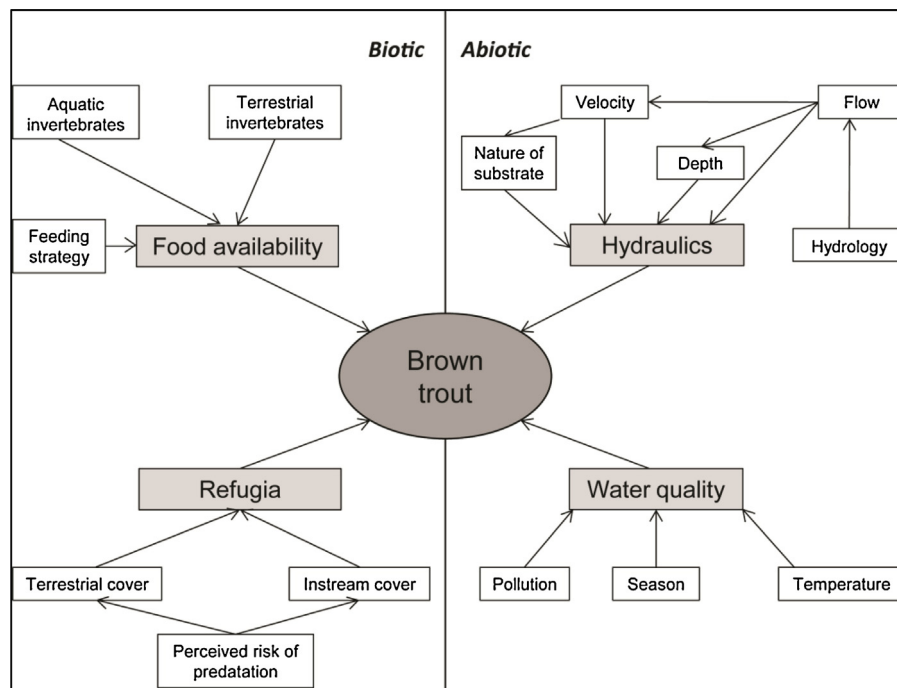 Biotic
Abiotic
Aquatic
invertebrates
Terrestrial
invertebrates
Feeding
strategy
Food availability
Velocity
Flow
Nature of
substrate
Depth
Hydraulics
Hydrology
Brown
trout
Refugia
Terrestrial cover
Instream cover
Perceived risk of
predatation
Water quality
Pollution
Season
Temperature